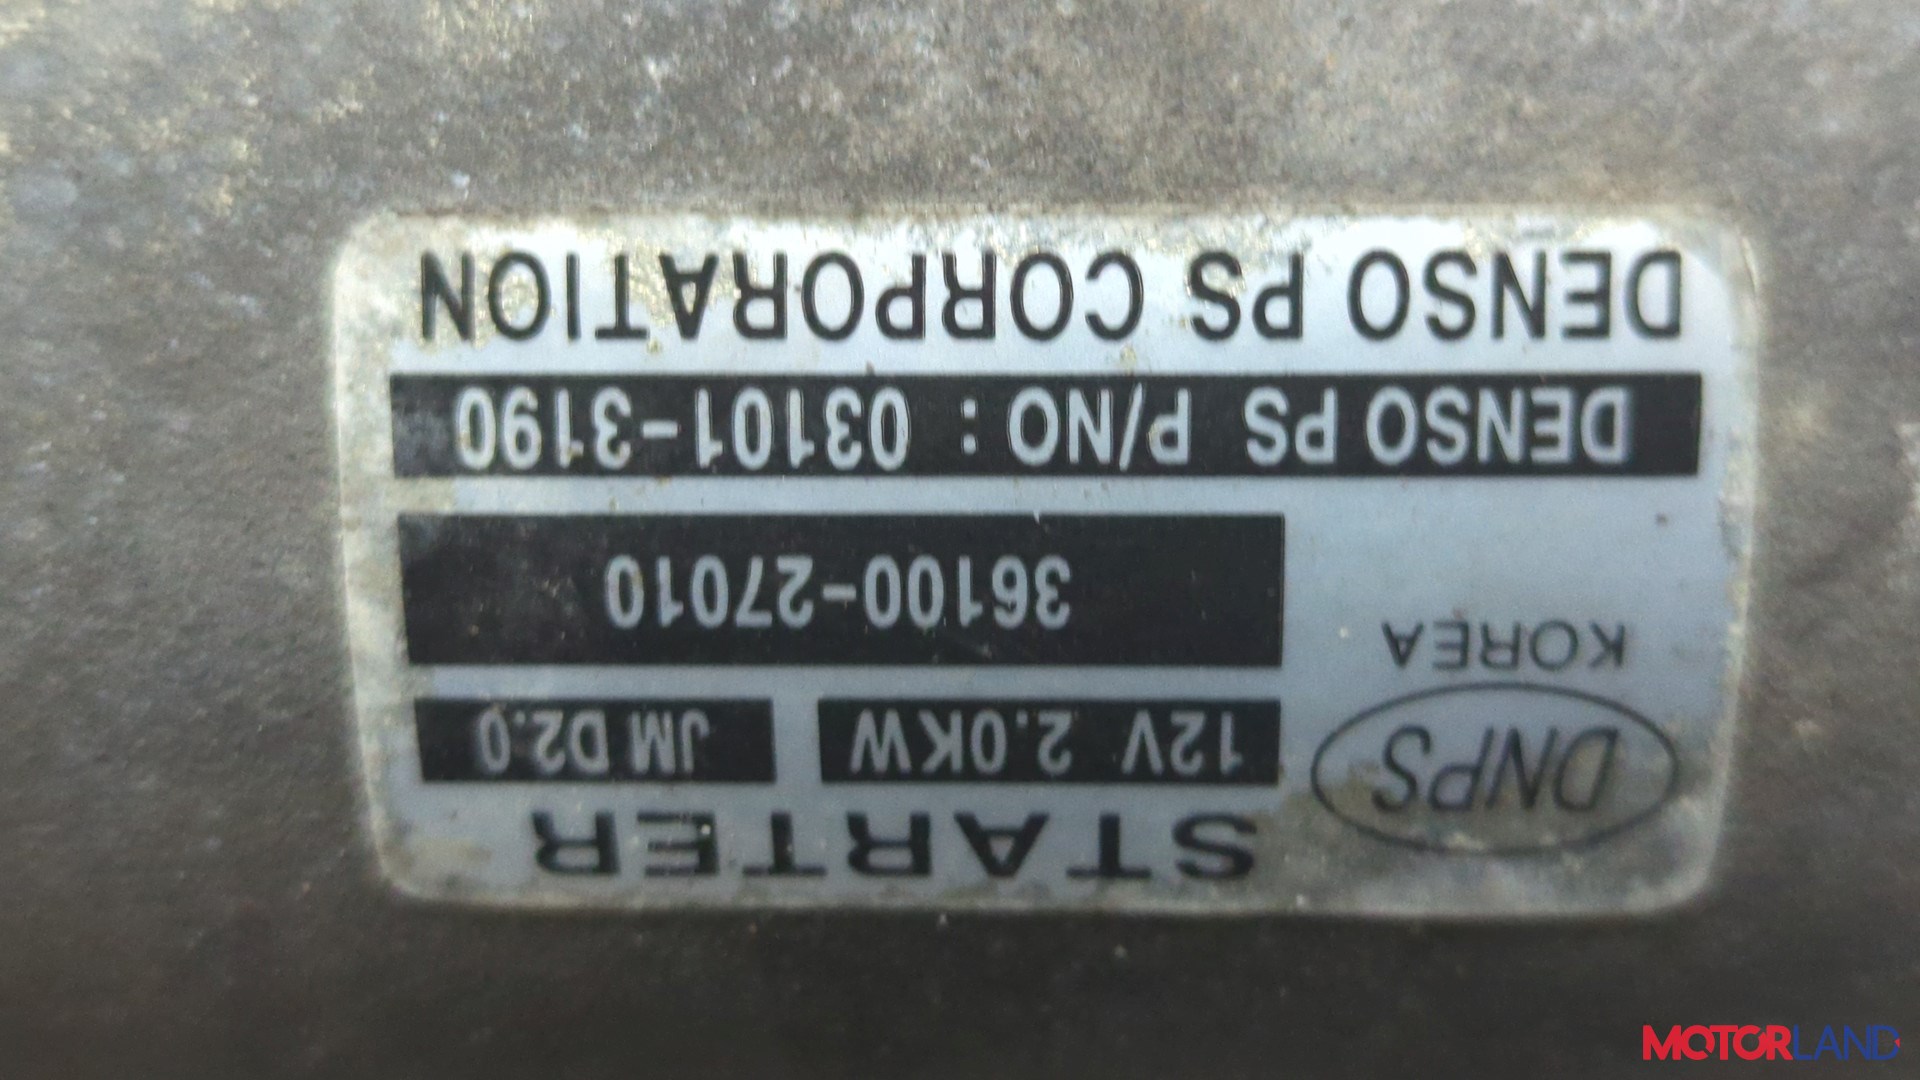 STARTER
DNPS
KOREA
12V 2.0KW
JM D2.0
36100-27010
DENSO PS P/NO : 03101-3190
DENSO PS CORPORATION
MOTORLAND